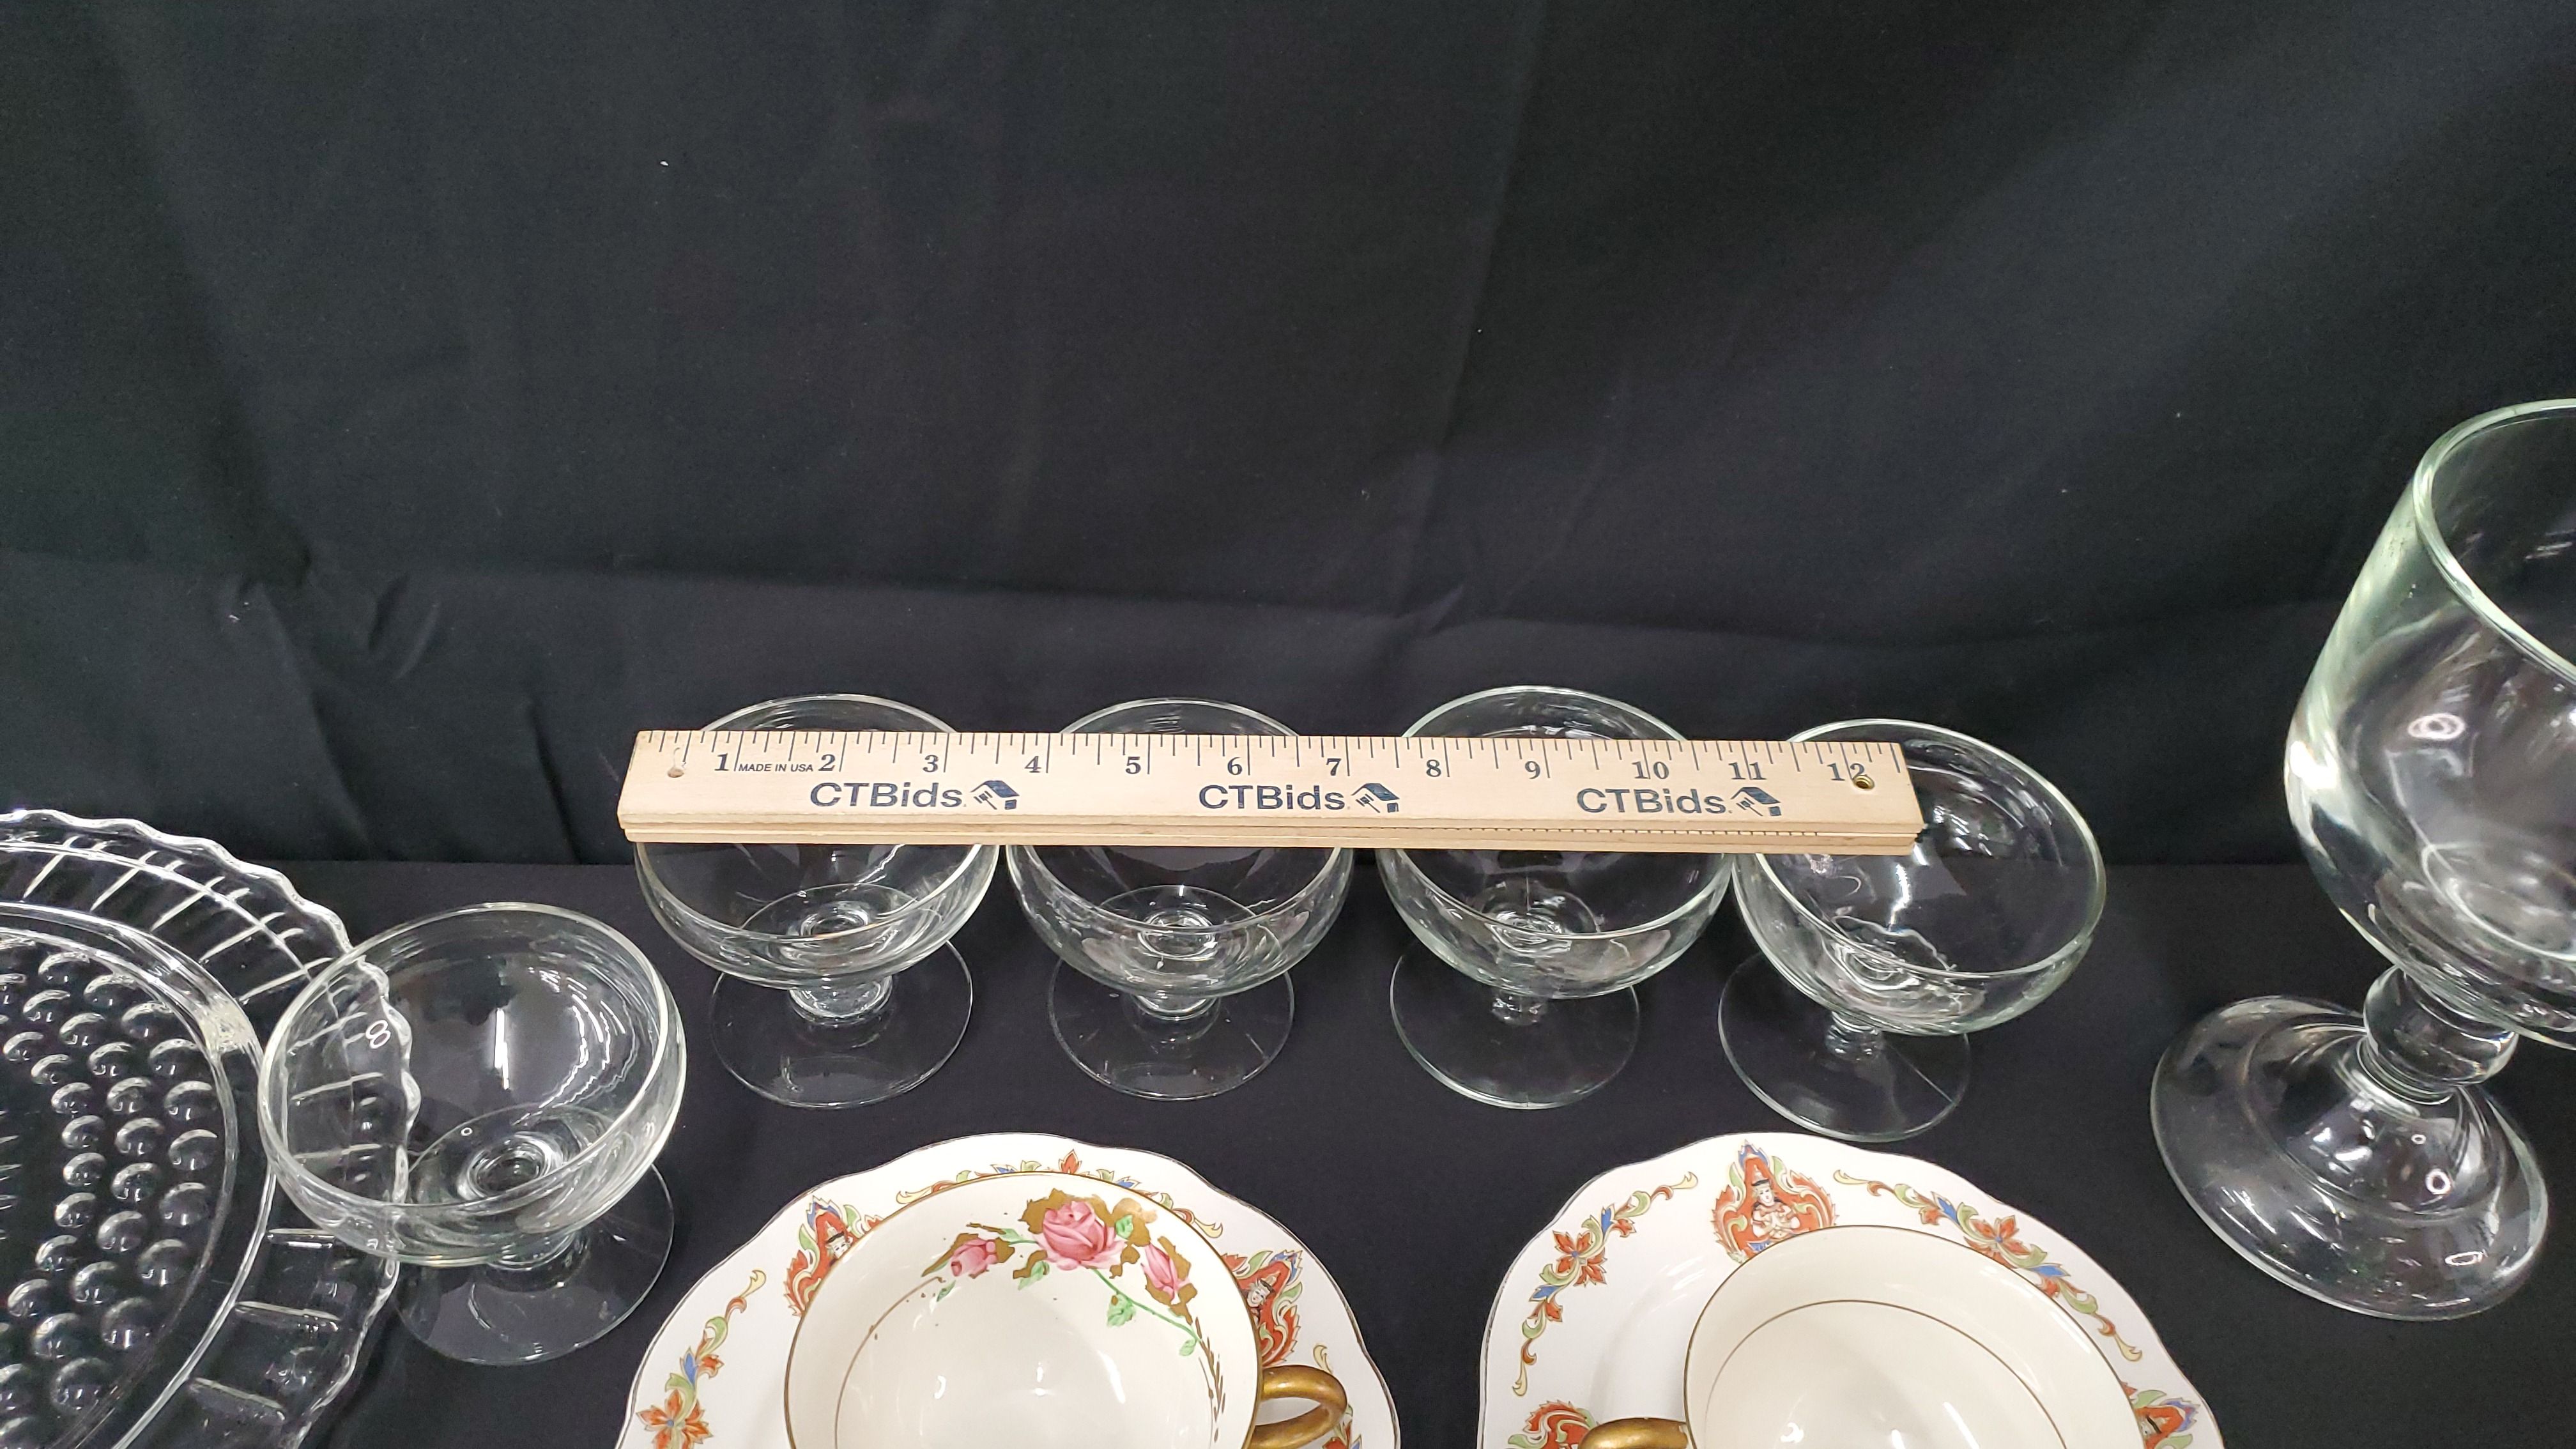 1 MADE IN USA 2 3 4 5 6 7 8 9 10 11 12
CTBids. CTBids. CTBids.